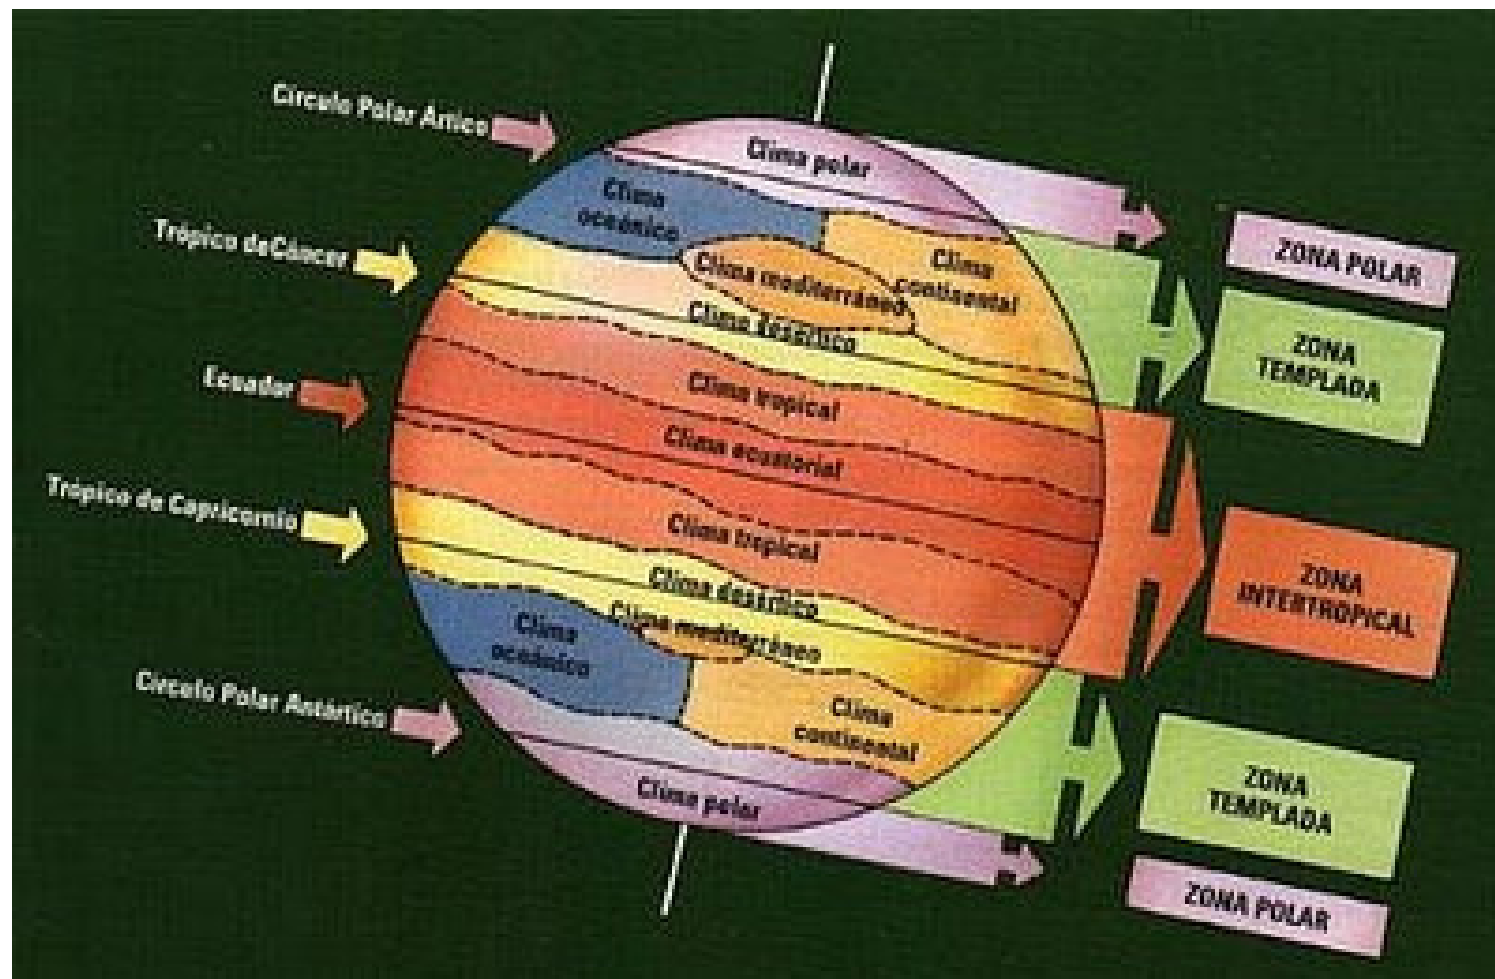 Círculo Polar Ártico
Trópico deCáncer
Ecuador
Trópico de Capricornio
Círculo Polar Antártico
Clima polar
Clima
oceánico
Clima mediterráneo
Clima
continental
Clima desértico
Clima tropical
Clima ecuatorial
Clima tropical
Clima desértico
Clima mediterráneo
Clima
oceánico
Clima
continental
Clima polar
ZONA POLAR
ZONA
TEMPLADA
ZONA
INTERTROPICAL
ZONA
TEMPLADA
ZONA POLAR